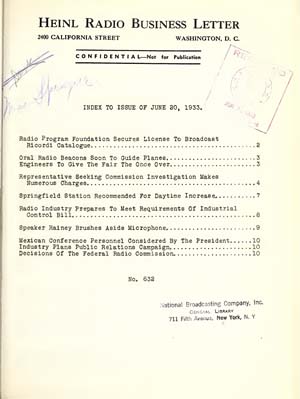 HEINL RADIO BUSINESS LETTER
2400 CALIFORNIA STREET WASHINGTON, D. C.
CONFIDENTIAL—Not for Publication
INDEX TO ISSUE OF JUNE 20, 1933.
Radio Program Foundation Secures License To Broadcast
Ricordi Catalogue.......2
Oral Radio Beacons Soon To Guide Planes.......3
Engineers To Give The Fair The Once Over.......3
Representative Seeking Commission Investigation Makes
Numerous Charges.......4
Springfield Station Recommended For Daytime Increase.......7
Radio Industry Prepares To Meet Requirements Of Industrial
Control Bill.......8
Speaker Rainey Brushes Aside Microphone.......9
Mexican Conference Personnel Considered By The President.......10
Industry Plans Public Relations Campaign.......10
Decisions Of The Federal Radio Commission.......10
No. 632
National Broadcasting Company, Inc.
GENERAL LIBRARY
711 Fifth Avenue, New York, N. Y.